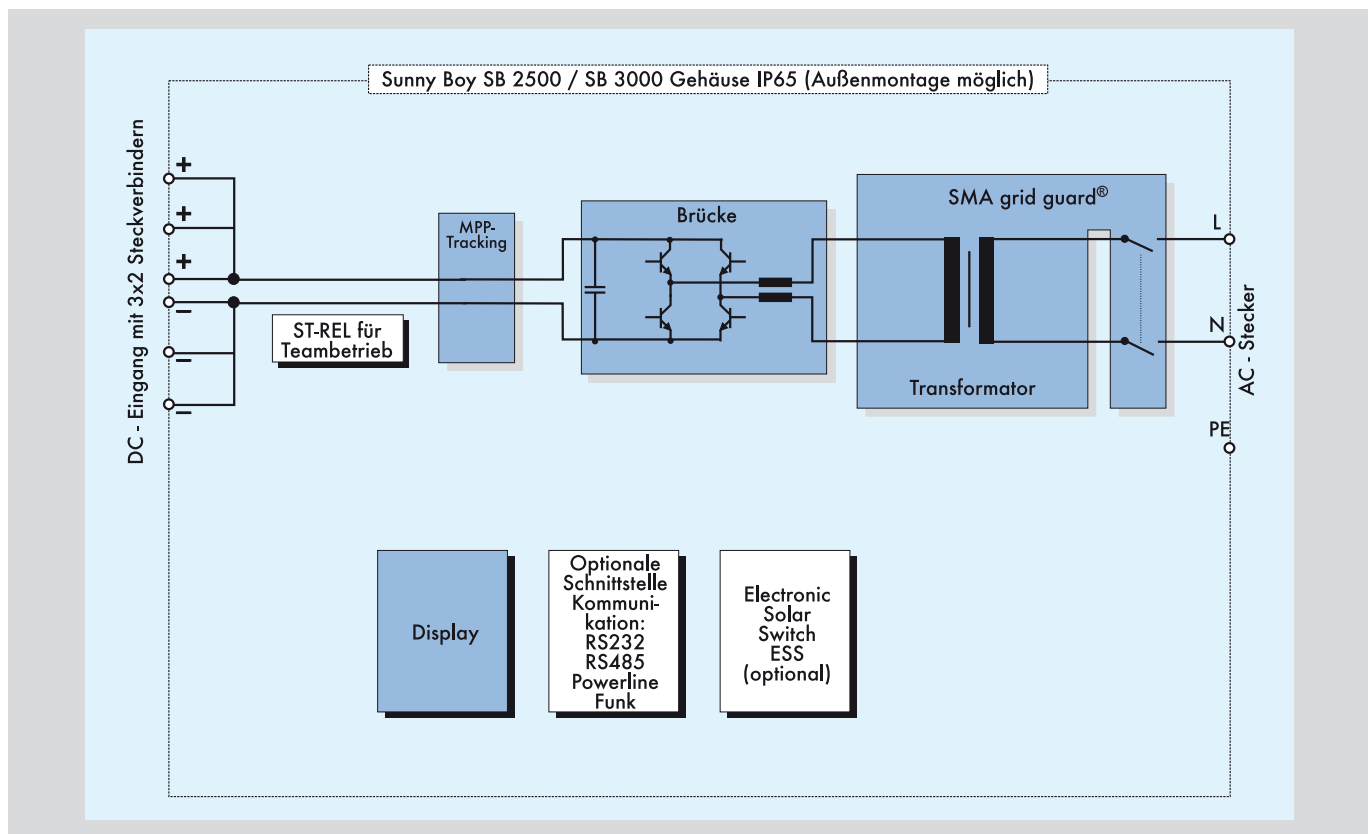 Sunny Boy SB 2500 / SB 3000 Gehäuse IP65 (Außenmontage möglich)
DC - Eingang mit 3x2 Steckverbindern
+
+
+
−
−
−
ST-REL für
Teambetrieb
MPP-
Tracking
Brücke
SMA grid guard®
Transformator
L
N
PE
AC - Stecker
Display
Optionale
Schnittstelle
Kommuni-
kation:
RS232
RS485
Powerline
Funk
Electronic
Solar
Switch
ESS
(optional)